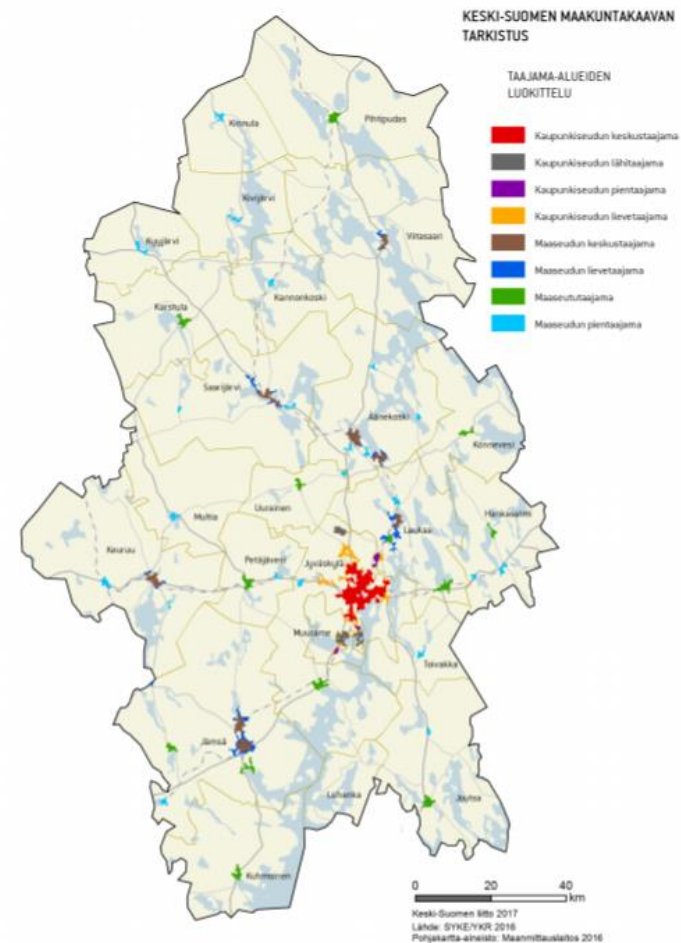 KESKI-SUOMEN MAAKUNTAKAAVAN
TARKISTUS
TAAJAMA-ALUEIDEN
LUOKITTELU
Kaupunkiseudun keskustaajama
Kaupunkiseudun lähitaajama
Kaupunkiseudun pientaajama
Kaupunkiseudun lievetaajama
Maaseudun keskustaajama
Maaseudun lievetaajama
Maaseututaajama
Maaseudun pientaajama
Kinnula
Pihtipudas
Kivijärvi
Viitasaari
Kyyjärvi
Kannonkoski
Karstula
Saarijärvi
Äänekoski
Konnevesi
Uurainen
Multia
Hankasalmi
Laukaa
Keuruu
Petäjävesi
Jyväskylä
Muurame
Toivakka
Jämsä
Luhanka
Joutsa
Kuhmoinen
0 20 40
km
Keski-Suomen liitto 2017
Lähde: SYKE/YKR 2016
Pohjakartta-aineisto: Maanmittauslaitos 2016